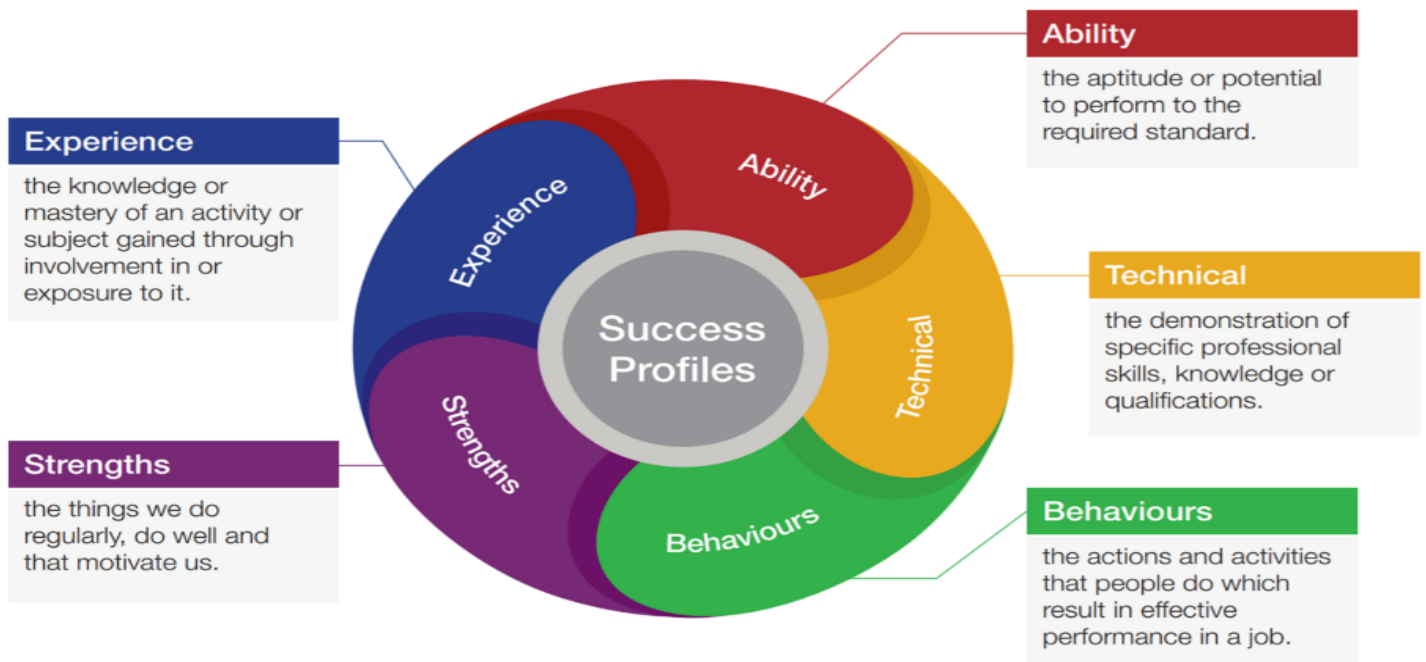 Ability
the aptitude or potential
to perform to the
required standard.
Experience
the knowledge or
mastery of an activity or
subject gained through
involvement in or
exposure to it.
Technical
the demonstration of
specific professional
skills, knowledge or
qualifications.
Strengths
the things we do
regularly, do well and
that motivate us.
Behaviours
the actions and activities
that people do which
result in effective
performance in a job.
Success
Profiles
Ability
Technical
Behaviours
Strengths
Experience